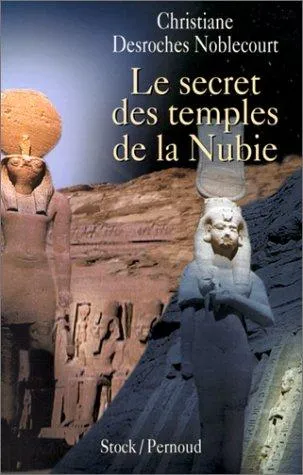 Christiane
Desroches Noblecourt
Le secret
des temples
de la Nubie
Stock/Pernoud